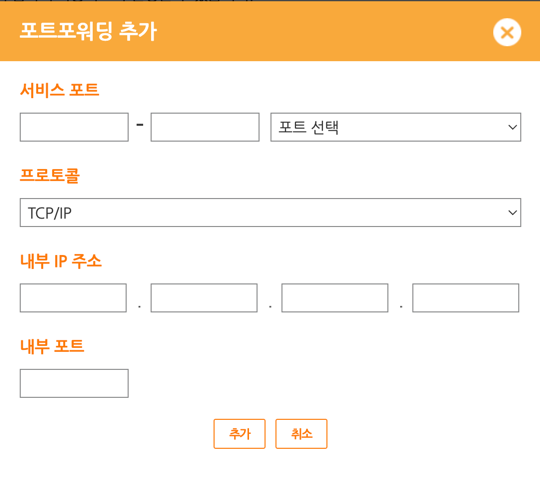 포트포워딩 추가
서비스 포트
- 포트 선택
프로토콜
TCP/IP
내부 IP 주소
. . .
내부 포트
추가 취소